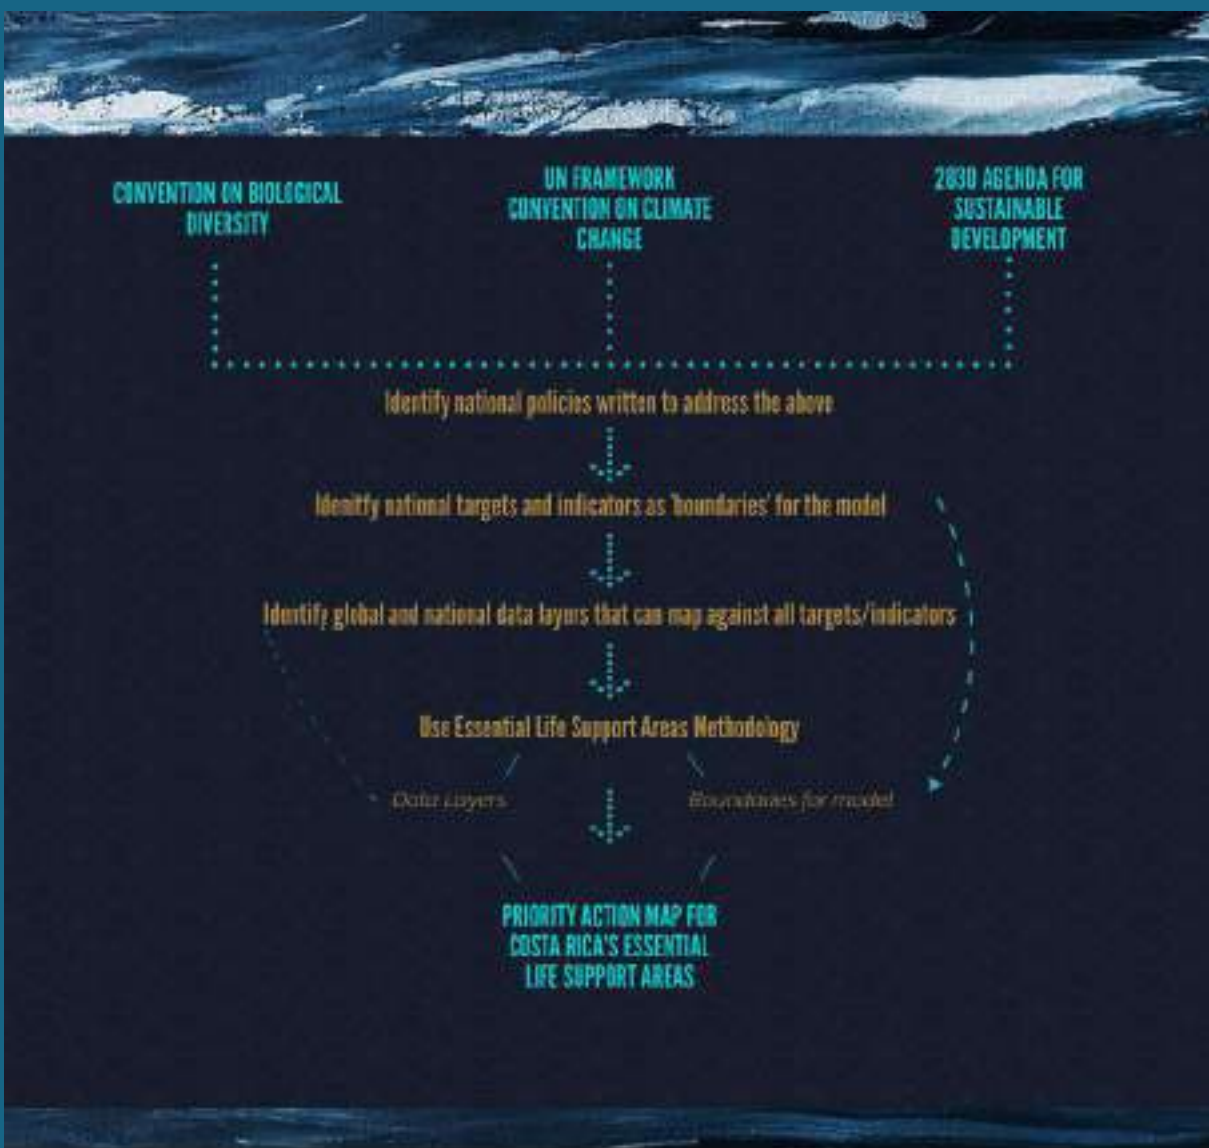 CONVENTION ON BIOLOGICAL
DIVERSITY
UN FRAMEWORK
CONVENTION ON CLIMATE
CHANGE
2030 AGENDA FOR
SUSTAINABLE
DEVELOPMENT
Identify national policies written to address the above
Idenitfy national targets and indicators as 'boundaries' for the model
Identify global and national data layers that can map against all targets/indicators
Use Essential Life Support Areas Methodology
Data Layers
Boundaries for model
PRIORITY ACTION MAP FOR
COSTA RICA'S ESSENTIAL
LIFE SUPPORT AREAS